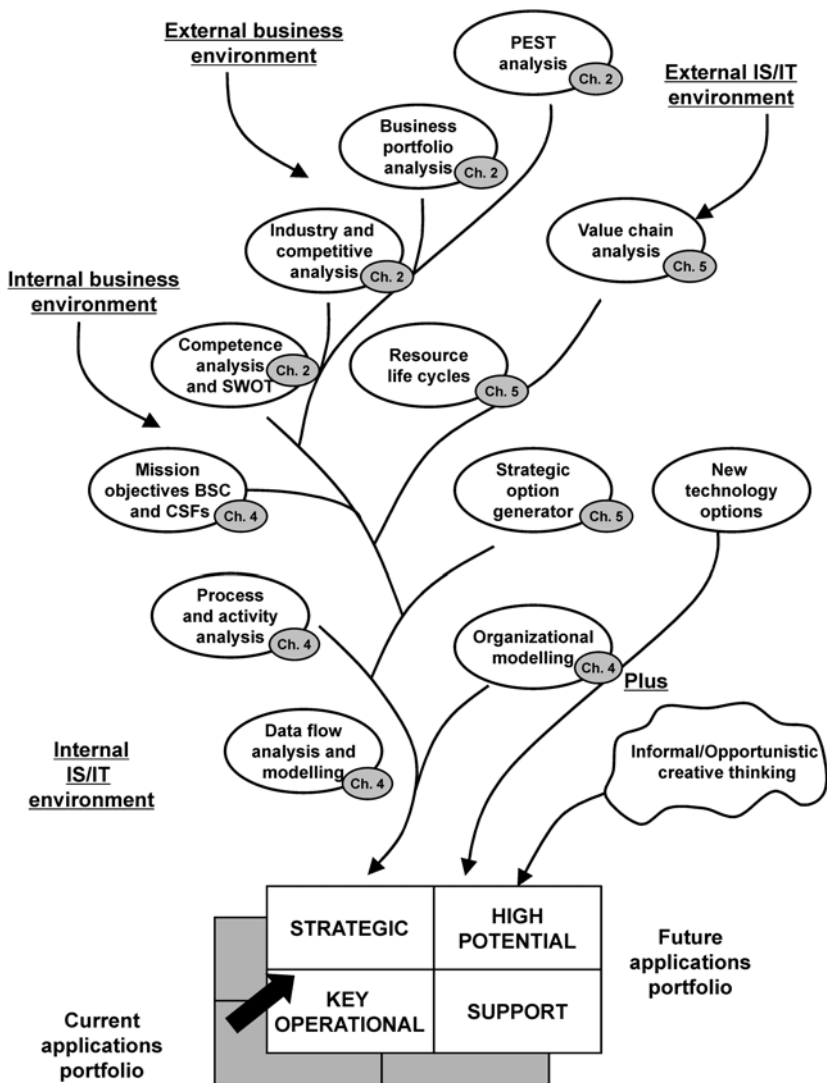 External business
environment
PEST
analysis
Ch. 2
External IS/IT
environment
Business
portfolio
analysis
Ch. 2
Industry and
competitive
analysis
Ch. 2
Value chain
analysis
Ch. 5
Internal business
environment
Competence
analysis
and SWOT
Ch. 2
Resource
life cycles
Ch. 5
Mission
objectives BSC
and CSFs
Ch. 4
Strategic
option
generator
Ch. 5
New
technology
options
Process
and activity
analysis
Ch. 4
Organizational
modelling
Ch. 4
Plus
Internal
IS/IT
environment
Data flow
analysis and
modelling
Ch. 4
Informal/Opportunistic
creative thinking
STRATEGIC
HIGH
POTENTIAL
KEY
OPERATIONAL
SUPPORT
Future
applications
portfolio
Current
applications
portfolio